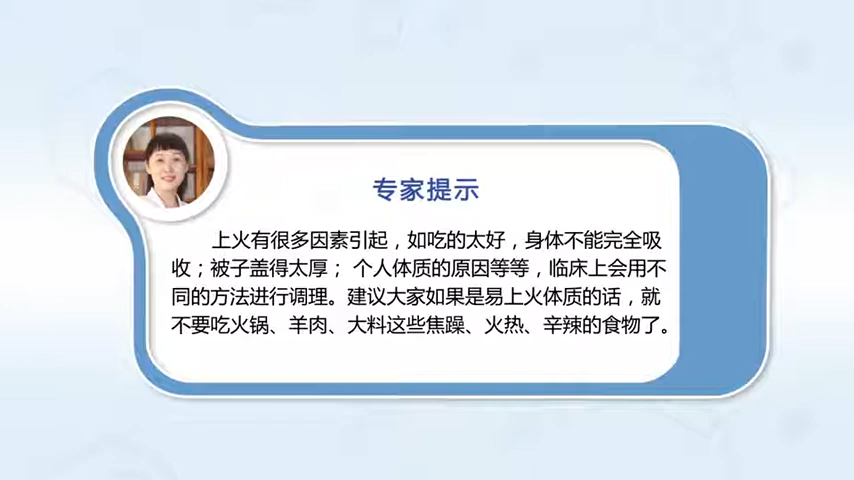 专家提示
上火有很多因素引起，如吃的太好，身体不能完全吸
收；被子盖得太厚； 个人体质的原因等等，临床上会用不
同的方法进行调理。建议大家如果是易上火体质的话，就
不要吃火锅、羊肉、大料这些焦躁、火热、辛辣的食物了。